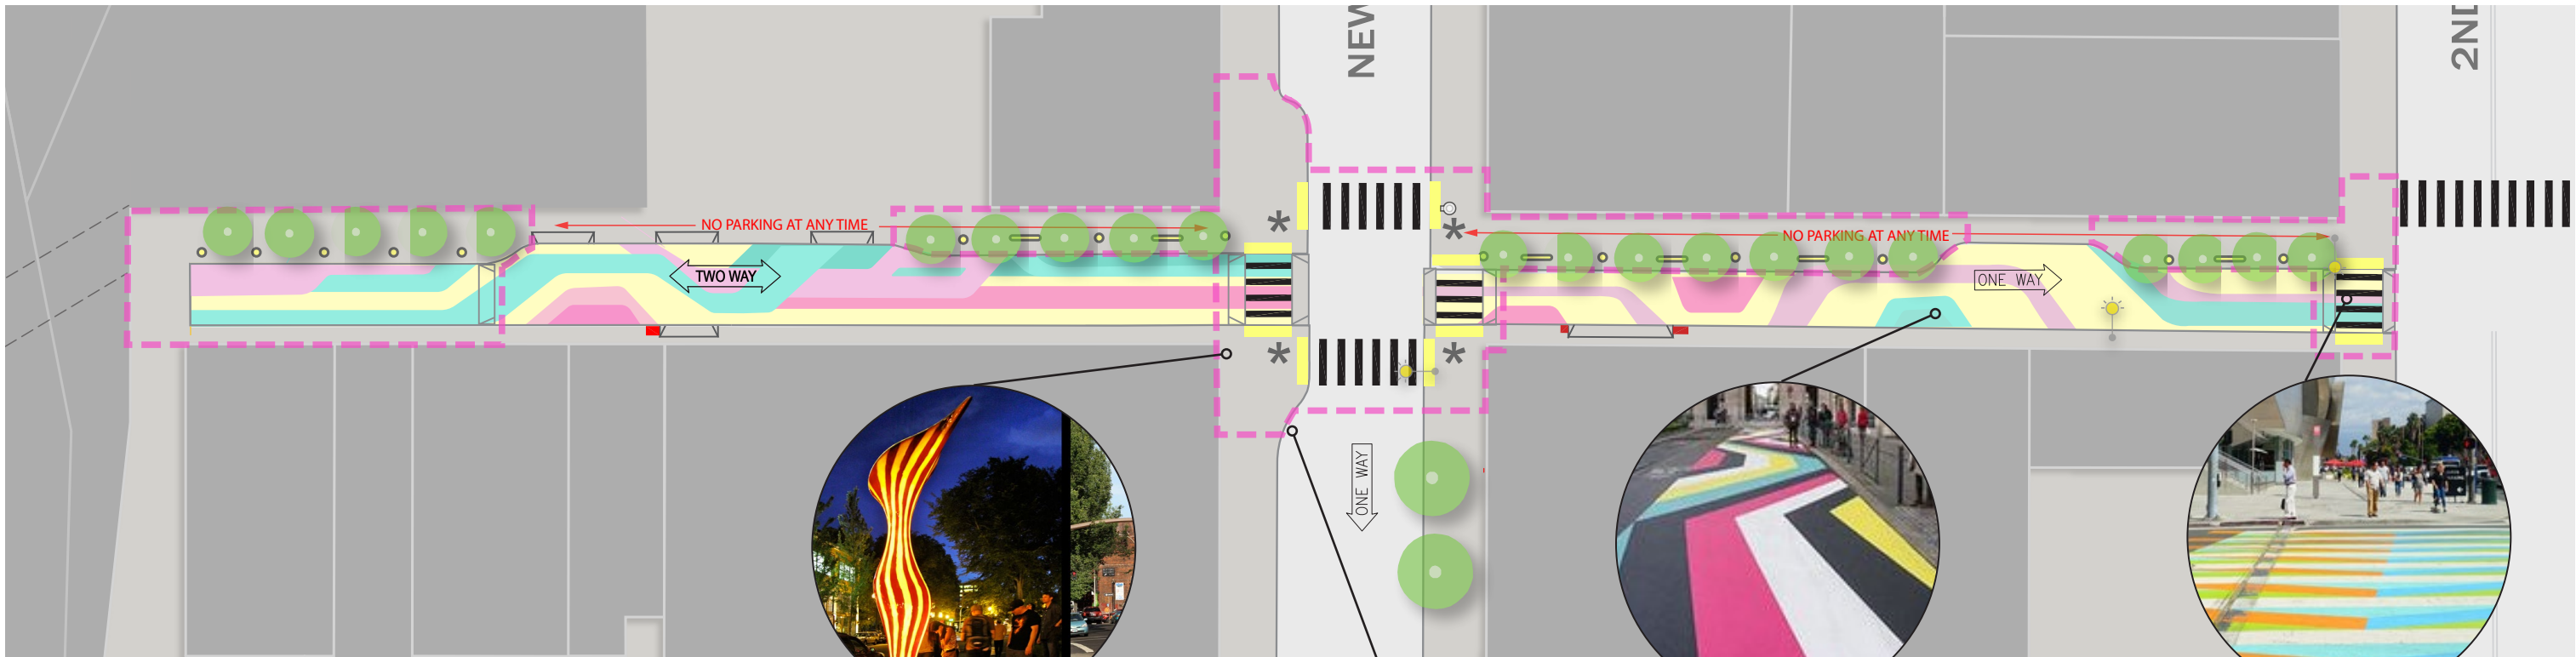 NEW
2ND
NO PARKING AT ANY TIME
NO PARKING AT ANY TIME
TWO WAY
ONE WAY
ONE WAY
*
*
*
*